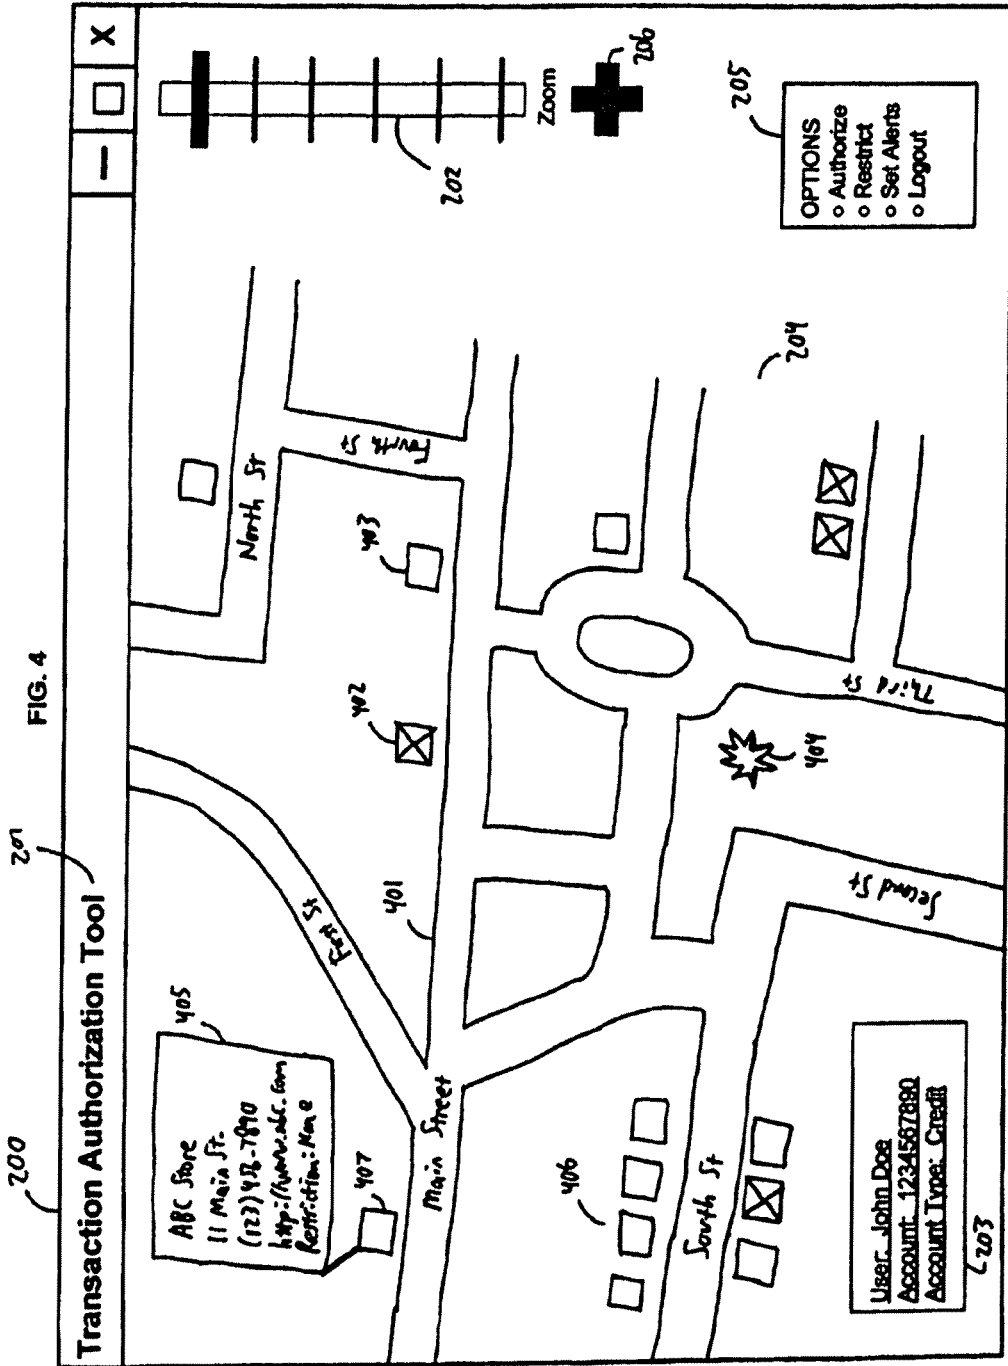 FIG. 4
200
201
Transaction Authorization Tool
— □ X
405
ABC Store
11 Main St.
(123) 456-7890
http://www.abc.com
Restriction: None
407
First St
North St
Fourth St
402
403
401
Main Street
202
Zoom
206
406
South St
404
204
Second St
Third St
User: John Doe
Account: 1234567890
Account Type: Credit
203
OPTIONS
○ Authorize
○ Restrict
○ Set Alerts
○ Logout
205